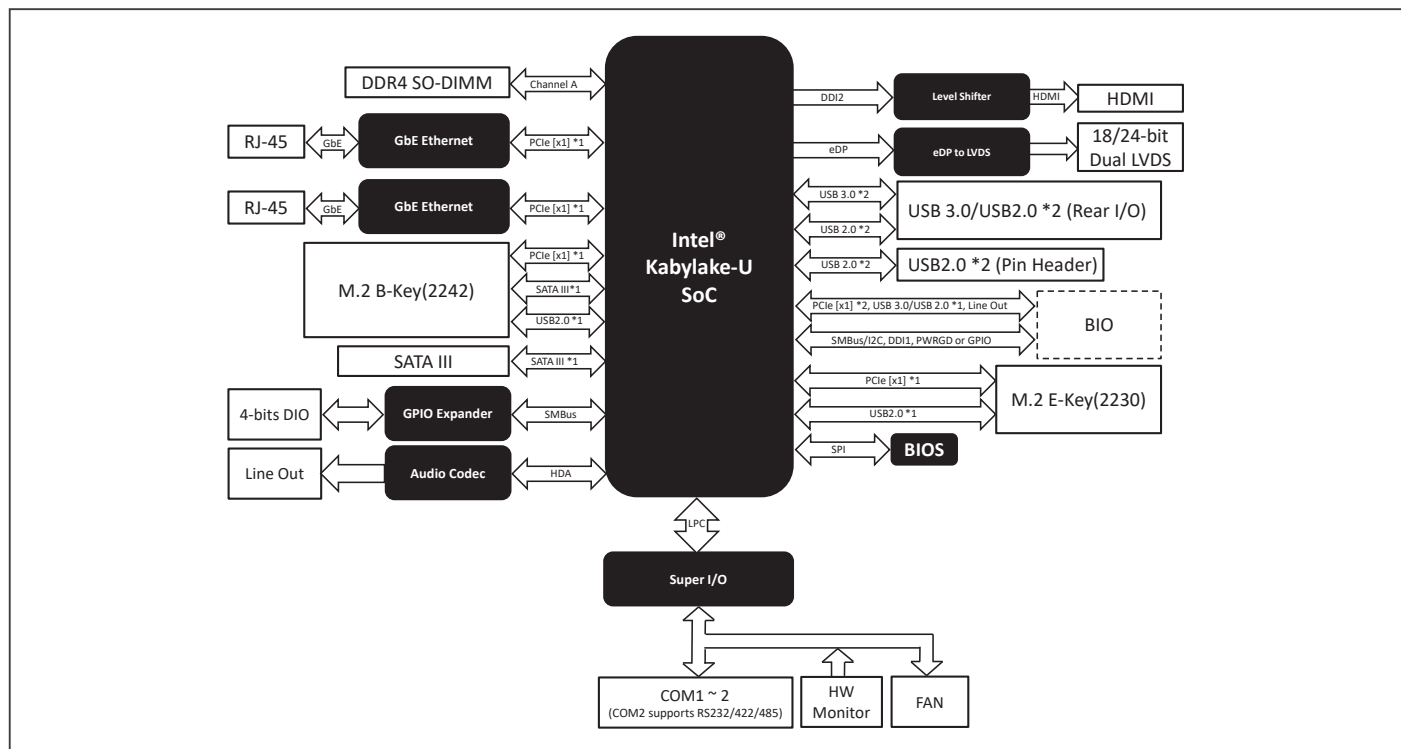 DDR4 SO-DIMM
Channel A
RJ-45
GbE
GbE Ethernet
PCIe [x1] *1
RJ-45
GbE
GbE Ethernet
PCIe [x1] *1
M.2 B-Key(2242)
PCIe [x1] *1
SATA III*1
USB2.0 *1
SATA III
SATA III *1
4-bits DIO
GPIO Expander
SMBus
Line Out
Audio Codec
HDA
Intel®
Kabylake-U
SoC
DDI2
Level Shifter
HDMI
HDMI
eDP
eDP to LVDS
18/24-bit
Dual LVDS
USB 3.0 *2
USB 2.0 *2
USB 3.0/USB2.0 *2 (Rear I/O)
USB 2.0 *2
USB2.0 *2 (Pin Header)
PCIe [x1] *2, USB 3.0/USB 2.0 *1, Line Out
SMBus/I2C, DDI1, PWRGD or GPIO
BIO
PCIe [x1] *1
USB2.0 *1
M.2 E-Key(2230)
SPI
BIOS
LPC
Super I/O
COM1 ~ 2
(COM2 supports RS232/422/485)
HW
Monitor
FAN